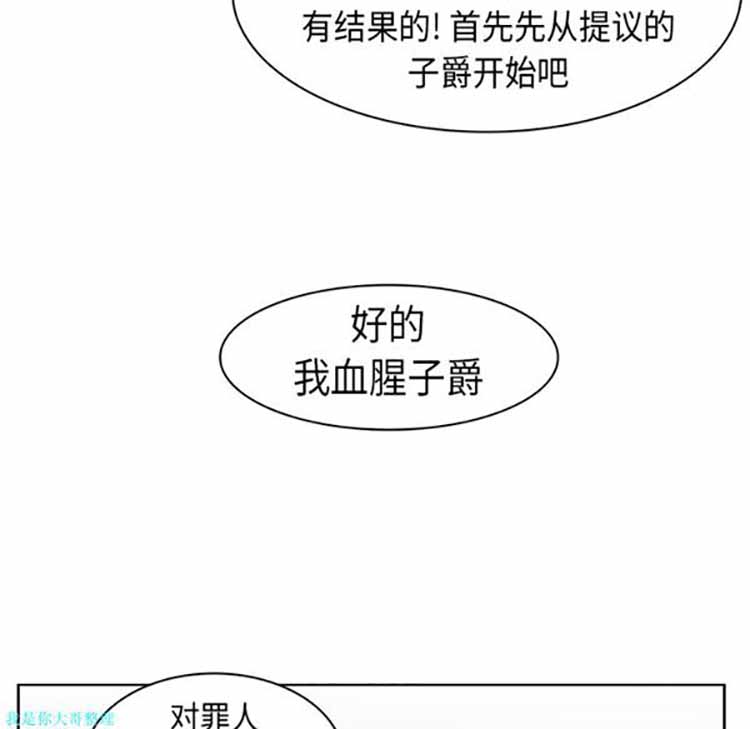 有结果的! 首先先从提议的
子爵开始吧
好的
我血腥子爵
对罪人
我是你大哥整理